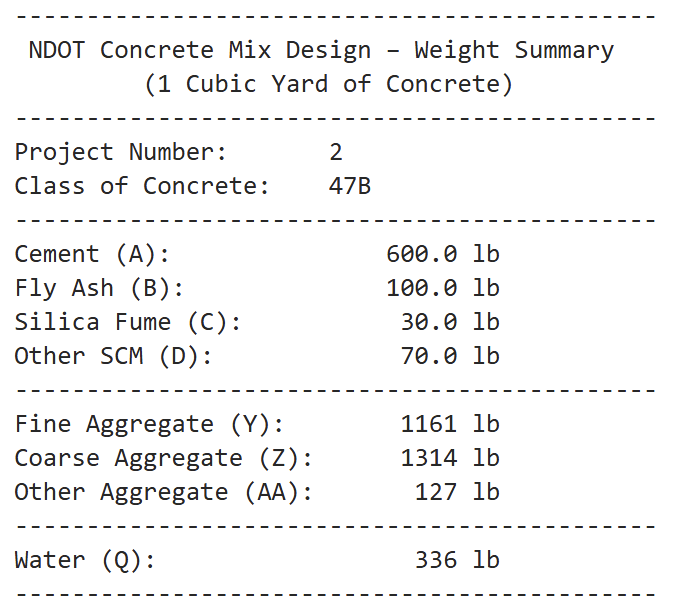 ---------------------------------------------
 NDOT Concrete Mix Design – Weight Summary
         (1 Cubic Yard of Concrete)
---------------------------------------------
Project Number:       2
Class of Concrete:    47B
---------------------------------------------
Cement (A):               600.0 lb
Fly Ash (B):              100.0 lb
Silica Fume (C):           30.0 lb
Other SCM (D):             70.0 lb
---------------------------------------------
Fine Aggregate (Y):        1161 lb
Coarse Aggregate (Z):      1314 lb
Other Aggregate (AA):       127 lb
---------------------------------------------
Water (Q):                  336 lb
---------------------------------------------